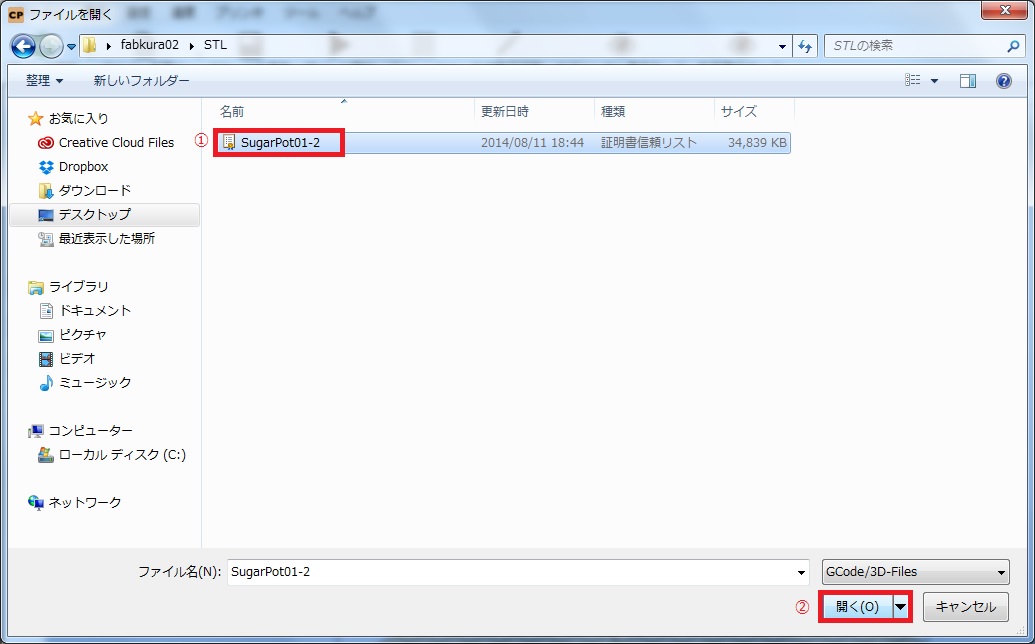 CP ファイルを開く
fabkura02 STL STLの検索
整理 新しいフォルダー
名前 更新日時 種類 サイズ
① SugarPot01-2 2014/08/11 18:44 証明書信頼リスト 34,839 KB
お気に入り
Creative Cloud Files
Dropbox
ダウンロード
デスクトップ
最近表示した場所
ライブラリ
ドキュメント
ピクチャ
ビデオ
ミュージック
コンピューター
ローカル ディスク (C:)
ネットワーク
ファイル名(N): SugarPot01-2 GCode/3D-Files
② 開く(O) キャンセル